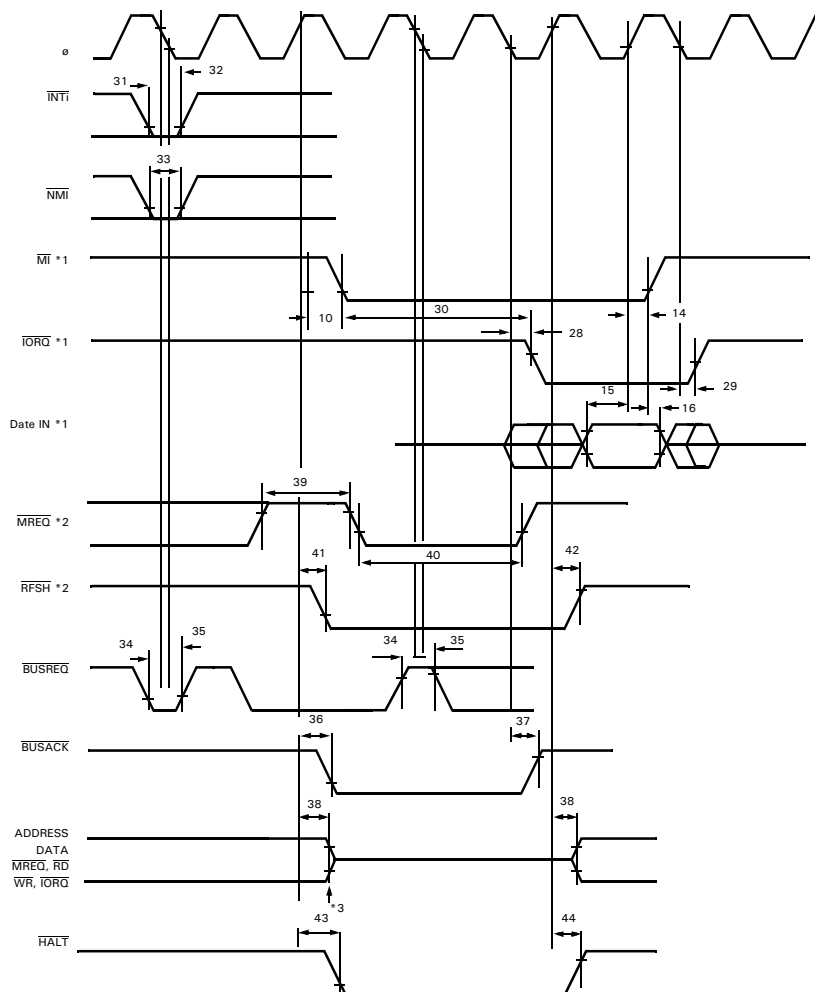 ø
31
32
INTi
33
NMI
MI *1
10
30
14
IORQ *1
28
29
15
16
Date IN *1
39
MREQ *2
40
41
42
RFSH *2
34
35
34
35
BUSREQ
36
37
BUSACK
38
38
ADDRESS
DATA
MREQ, RD
WR, IORQ
*3
43
44
HALT